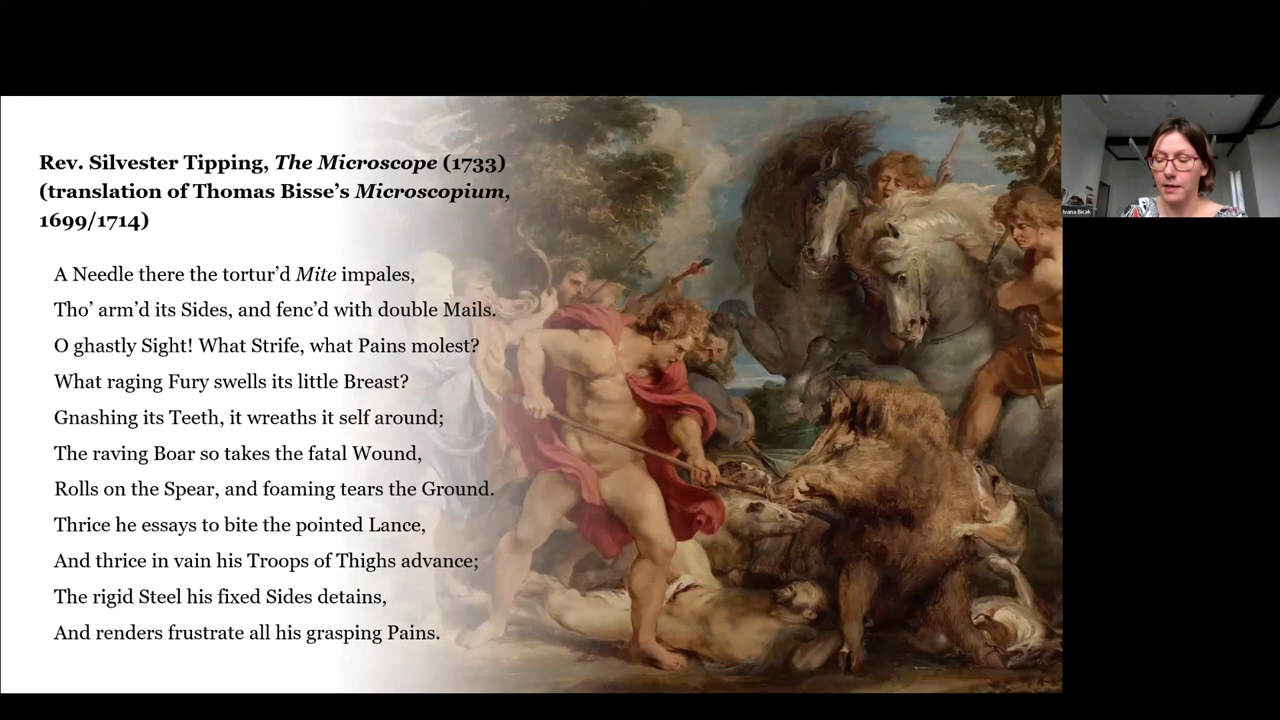 Rev. Silvester Tipping, The Microscope (1733)
(translation of Thomas Bisse’s Microscopium,
1699/1714)
A Needle there the tortur’d Mite impales,
Tho’ arm’d its Sides, and fenc’d with double Mails.
O ghastly Sight! What Strife, what Pains molest?
What raging Fury swells its little Breast?
Gnashing its Teeth, it wreaths it self around;
The raving Boar so takes the fatal Wound,
Rolls on the Spear, and foaming tears the Ground.
Thrice he essays to bite the pointed Lance,
And thrice in vain his Troops of Thighs advance;
The rigid Steel his fixed Sides detains,
And renders frustrate all his grasping Pains.
Ivana Bicak